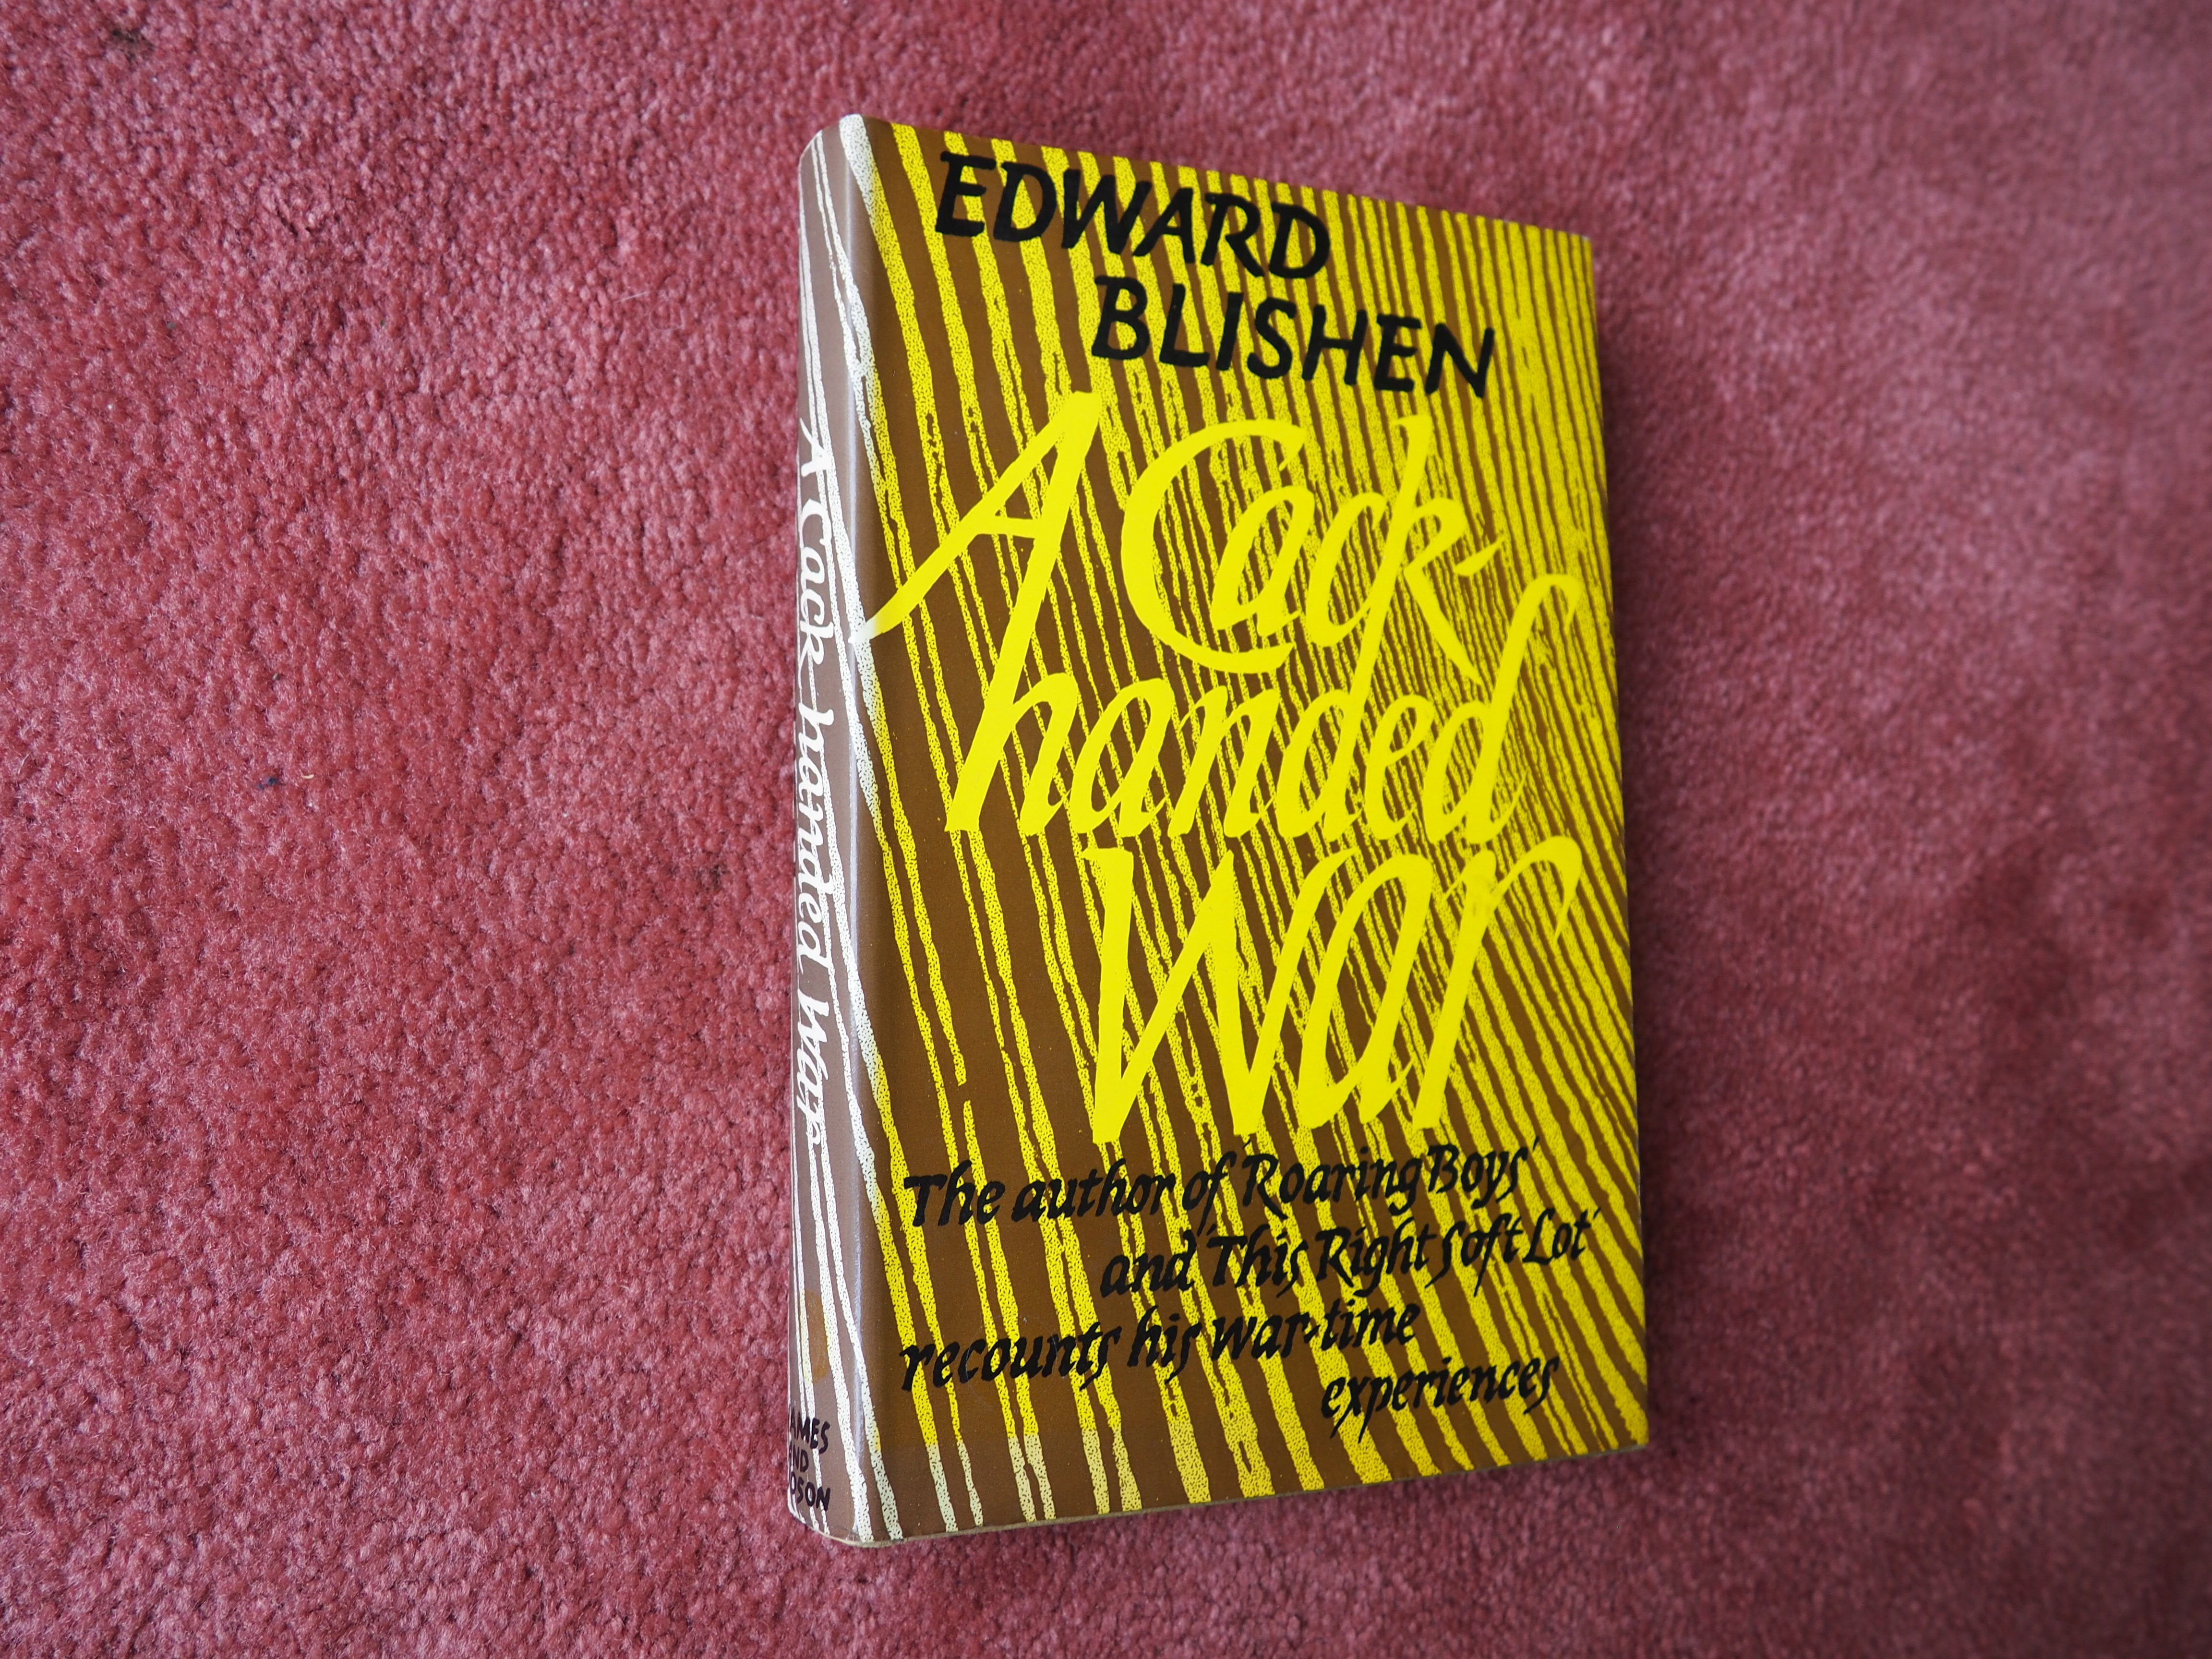 EDWARD
BLISHEN
A Cack-
handed
War
The author of 'Roaring Boys'
and 'This Right Soft Lot'
recounts his war-time
experiences
A Cack-handed War